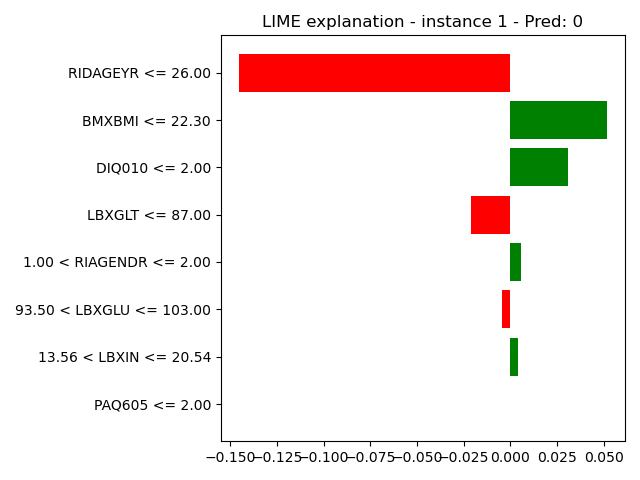 LIME explanation - instance 1 - Pred: 0
RIDAGEYR <= 26.00
BMXBMI <= 22.30
DIQ010 <= 2.00
LBXGLT <= 87.00
1.00 < RIAGENDR <= 2.00
93.50 < LBXGLU <= 103.00
13.56 < LBXIN <= 20.54
PAQ605 <= 2.00
−0.150 −0.125 −0.100 −0.075 −0.050 −0.025 0.000 0.025 0.050